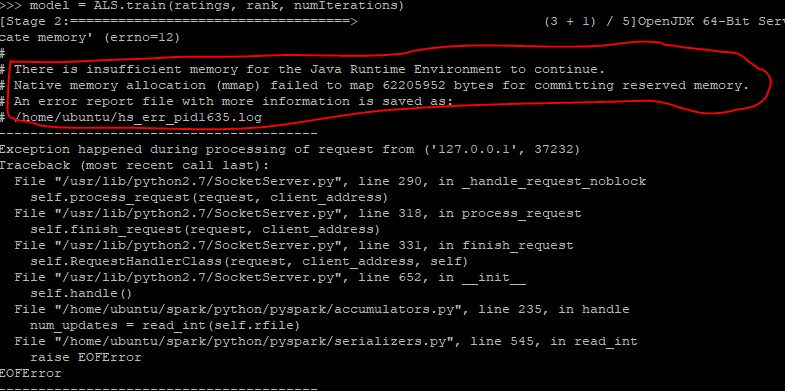 >>> model = ALS.train(ratings, rank, numIterations)
[Stage 2:==================================> (3 + 1) / 5]OpenJDK 64-Bit Serv
cate memory' (errno=12)
#
# There is insufficient memory for the Java Runtime Environment to continue.
# Native memory allocation (mmap) failed to map 62205952 bytes for committing reserved memory.
# An error report file with more information is saved as:
# /home/ubuntu/hs_err_pid1635.log
----------------------------------------
Exception happened during processing of request from ('127.0.0.1', 37232)
Traceback (most recent call last):
File "/usr/lib/python2.7/SocketServer.py", line 290, in _handle_request_noblock
self.process_request(request, client_address)
File "/usr/lib/python2.7/SocketServer.py", line 318, in process_request
self.finish_request(request, client_address)
File "/usr/lib/python2.7/SocketServer.py", line 331, in finish_request
self.RequestHandlerClass(request, client_address, self)
File "/usr/lib/python2.7/SocketServer.py", line 652, in __init__
self.handle()
File "/home/ubuntu/spark/python/pyspark/accumulators.py", line 235, in handle
num_updates = read_int(self.rfile)
File "/home/ubuntu/spark/python/pyspark/serializers.py", line 545, in read_int
raise EOFError
EOFError
----------------------------------------